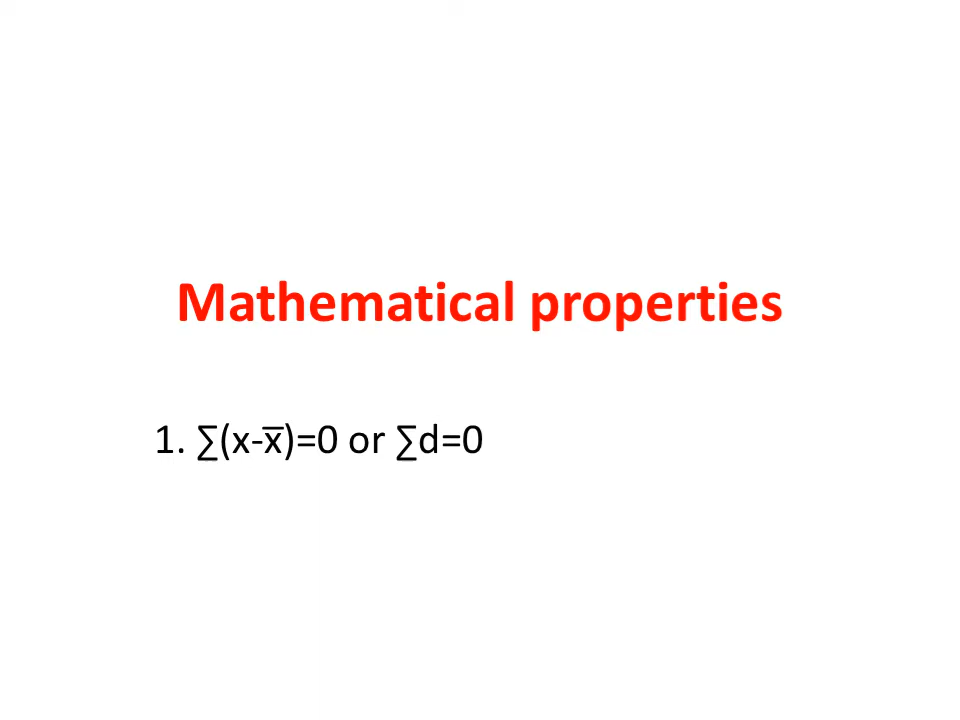 Mathematical properties
1. ∑(x-x̅)=0 or ∑d=0